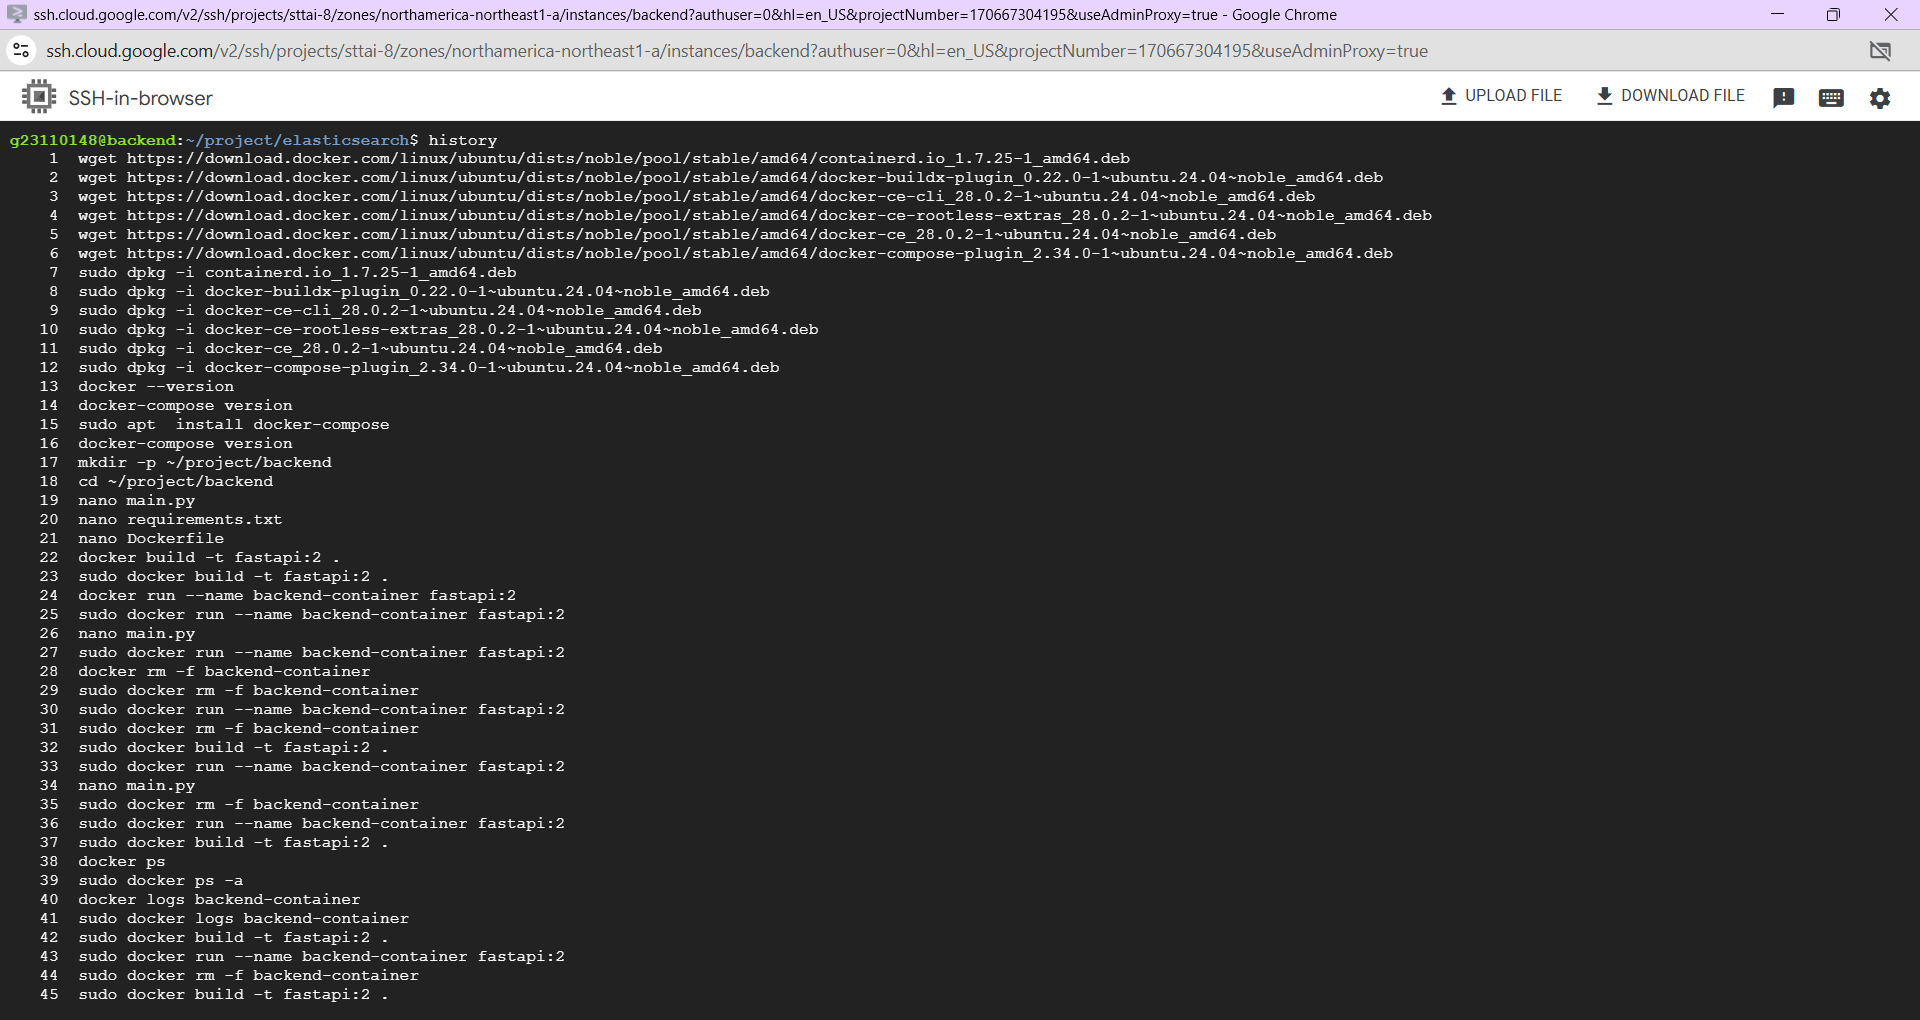 ssh.cloud.google.com/v2/ssh/projects/sttai-8/zones/northamerica-northeast1-a/instances/backend?authuser=0&hl=en_US&projectNumber=170667304195&useAdminProxy=true - Google Chrome
ssh.cloud.google.com/v2/ssh/projects/sttai-8/zones/northamerica-northeast1-a/instances/backend?authuser=0&hl=en_US&projectNumber=170667304195&useAdminProxy=true
SSH-in-browser UPLOAD FILE DOWNLOAD FILE
g23110148@backend:~/project/elasticsearch$ history
1 wget https://download.docker.com/linux/ubuntu/dists/noble/pool/stable/amd64/containerd.io_1.7.25-1_amd64.deb
2 wget https://download.docker.com/linux/ubuntu/dists/noble/pool/stable/amd64/docker-buildx-plugin_0.22.0-1~ubuntu.24.04~noble_amd64.deb
3 wget https://download.docker.com/linux/ubuntu/dists/noble/pool/stable/amd64/docker-ce-cli_28.0.2-1~ubuntu.24.04~noble_amd64.deb
4 wget https://download.docker.com/linux/ubuntu/dists/noble/pool/stable/amd64/docker-ce-rootless-extras_28.0.2-1~ubuntu.24.04~noble_amd64.deb
5 wget https://download.docker.com/linux/ubuntu/dists/noble/pool/stable/amd64/docker-ce_28.0.2-1~ubuntu.24.04~noble_amd64.deb
6 wget https://download.docker.com/linux/ubuntu/dists/noble/pool/stable/amd64/docker-compose-plugin_2.34.0-1~ubuntu.24.04~noble_amd64.deb
7 sudo dpkg -i containerd.io_1.7.25-1_amd64.deb
8 sudo dpkg -i docker-buildx-plugin_0.22.0-1~ubuntu.24.04~noble_amd64.deb
9 sudo dpkg -i docker-ce-cli_28.0.2-1~ubuntu.24.04~noble_amd64.deb
10 sudo dpkg -i docker-ce-rootless-extras_28.0.2-1~ubuntu.24.04~noble_amd64.deb
11 sudo dpkg -i docker-ce_28.0.2-1~ubuntu.24.04~noble_amd64.deb
12 sudo dpkg -i docker-compose-plugin_2.34.0-1~ubuntu.24.04~noble_amd64.deb
13 docker --version
14 docker-compose version
15 sudo apt  install docker-compose
16 docker-compose version
17 mkdir -p ~/project/backend
18 cd ~/project/backend
19 nano main.py
20 nano requirements.txt
21 nano Dockerfile
22 docker build -t fastapi:2 .
23 sudo docker build -t fastapi:2 .
24 docker run --name backend-container fastapi:2
25 sudo docker run --name backend-container fastapi:2
26 nano main.py
27 sudo docker run --name backend-container fastapi:2
28 docker rm -f backend-container
29 sudo docker rm -f backend-container
30 sudo docker run --name backend-container fastapi:2
31 sudo docker rm -f backend-container
32 sudo docker build -t fastapi:2 .
33 sudo docker run --name backend-container fastapi:2
34 nano main.py
35 sudo docker rm -f backend-container
36 sudo docker run --name backend-container fastapi:2
37 sudo docker build -t fastapi:2 .
38 docker ps
39 sudo docker ps -a
40 docker logs backend-container
41 sudo docker logs backend-container
42 sudo docker build -t fastapi:2 .
43 sudo docker run --name backend-container fastapi:2
44 sudo docker rm -f backend-container
45 sudo docker build -t fastapi:2 .